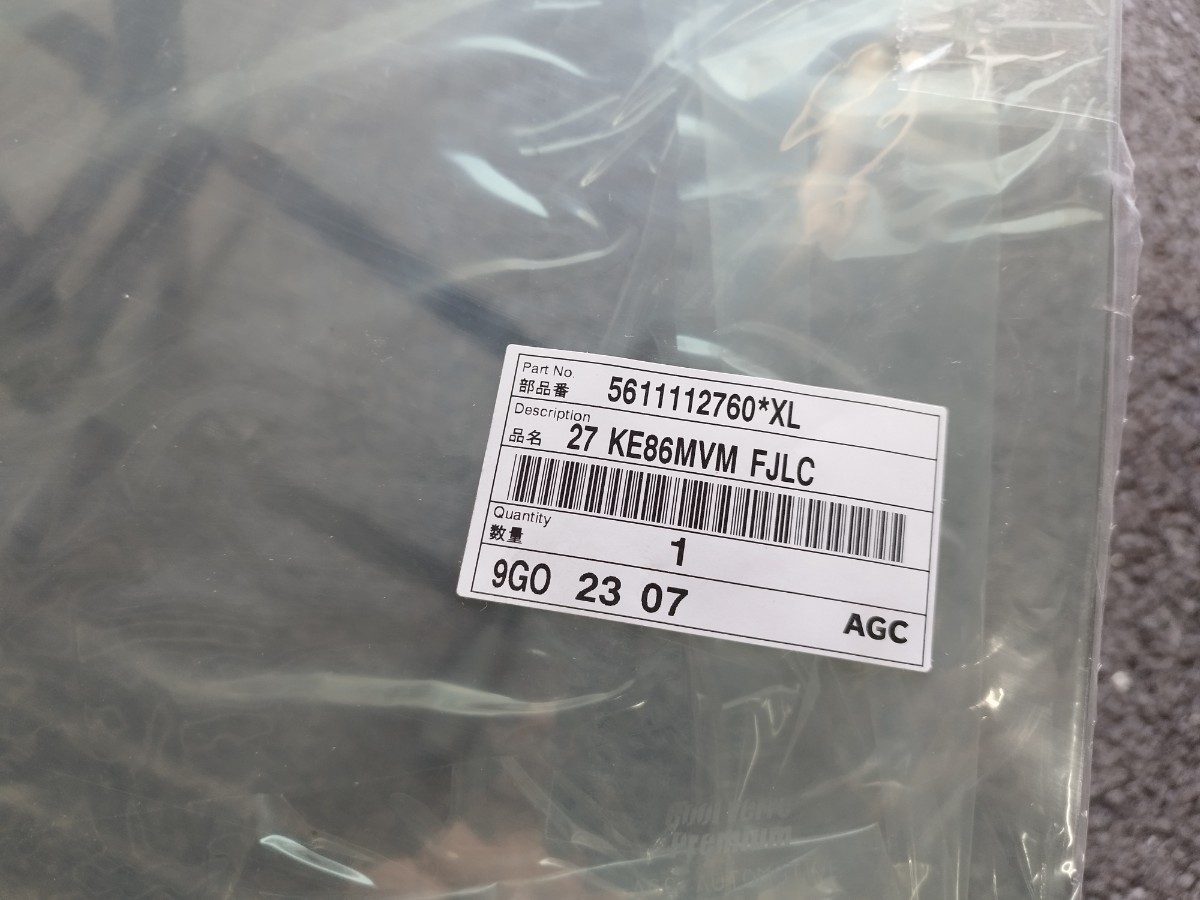 Part No.
部品番 5611112760*XL
Description
品名 27 KE86MVM FJLC
Quantity
数量 1
9GO 23 07
AGC
Premium